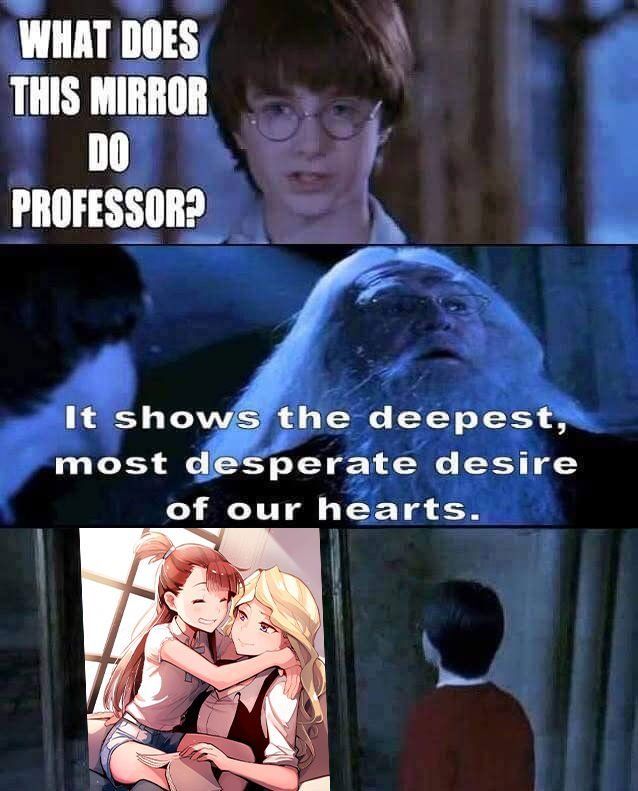 WHAT DOES
THIS MIRROR
DO
PROFESSOR?
It shows the deepest,
most desperate desire
of our hearts.